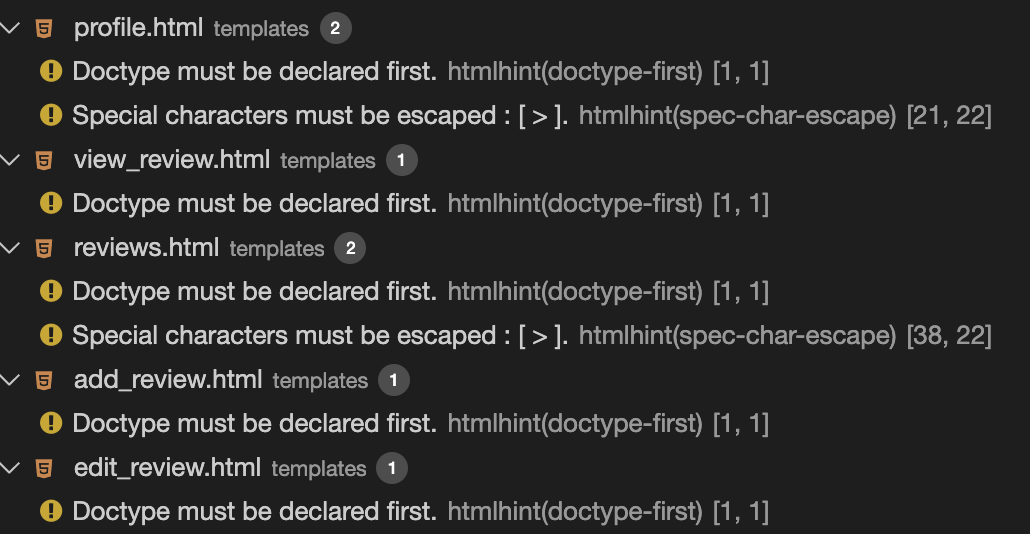 profile.html templates 2
Doctype must be declared first. htmlhint(doctype-first) [1, 1]
Special characters must be escaped : [ > ]. htmlhint(spec-char-escape) [21, 22]
view_review.html templates 1
Doctype must be declared first. htmlhint(doctype-first) [1, 1]
reviews.html templates 2
Doctype must be declared first. htmlhint(doctype-first) [1, 1]
Special characters must be escaped : [ > ]. htmlhint(spec-char-escape) [38, 22]
add_review.html templates 1
Doctype must be declared first. htmlhint(doctype-first) [1, 1]
edit_review.html templates 1
Doctype must be declared first. htmlhint(doctype-first) [1, 1]